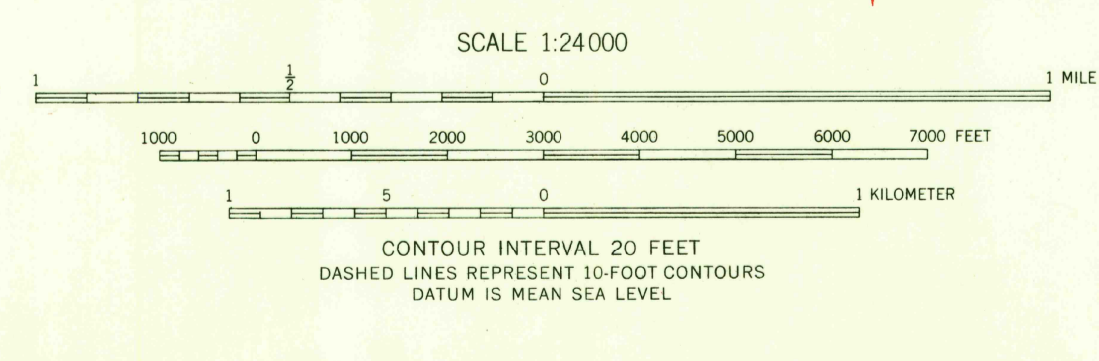 SCALE 1:24000
1 1/2 0 1 MILE
1000 0 1000 2000 3000 4000 5000 6000 7000 FEET
1 5 0 1 KILOMETER
CONTOUR INTERVAL 20 FEET
DASHED LINES REPRESENT 10-FOOT CONTOURS
DATUM IS MEAN SEA LEVEL